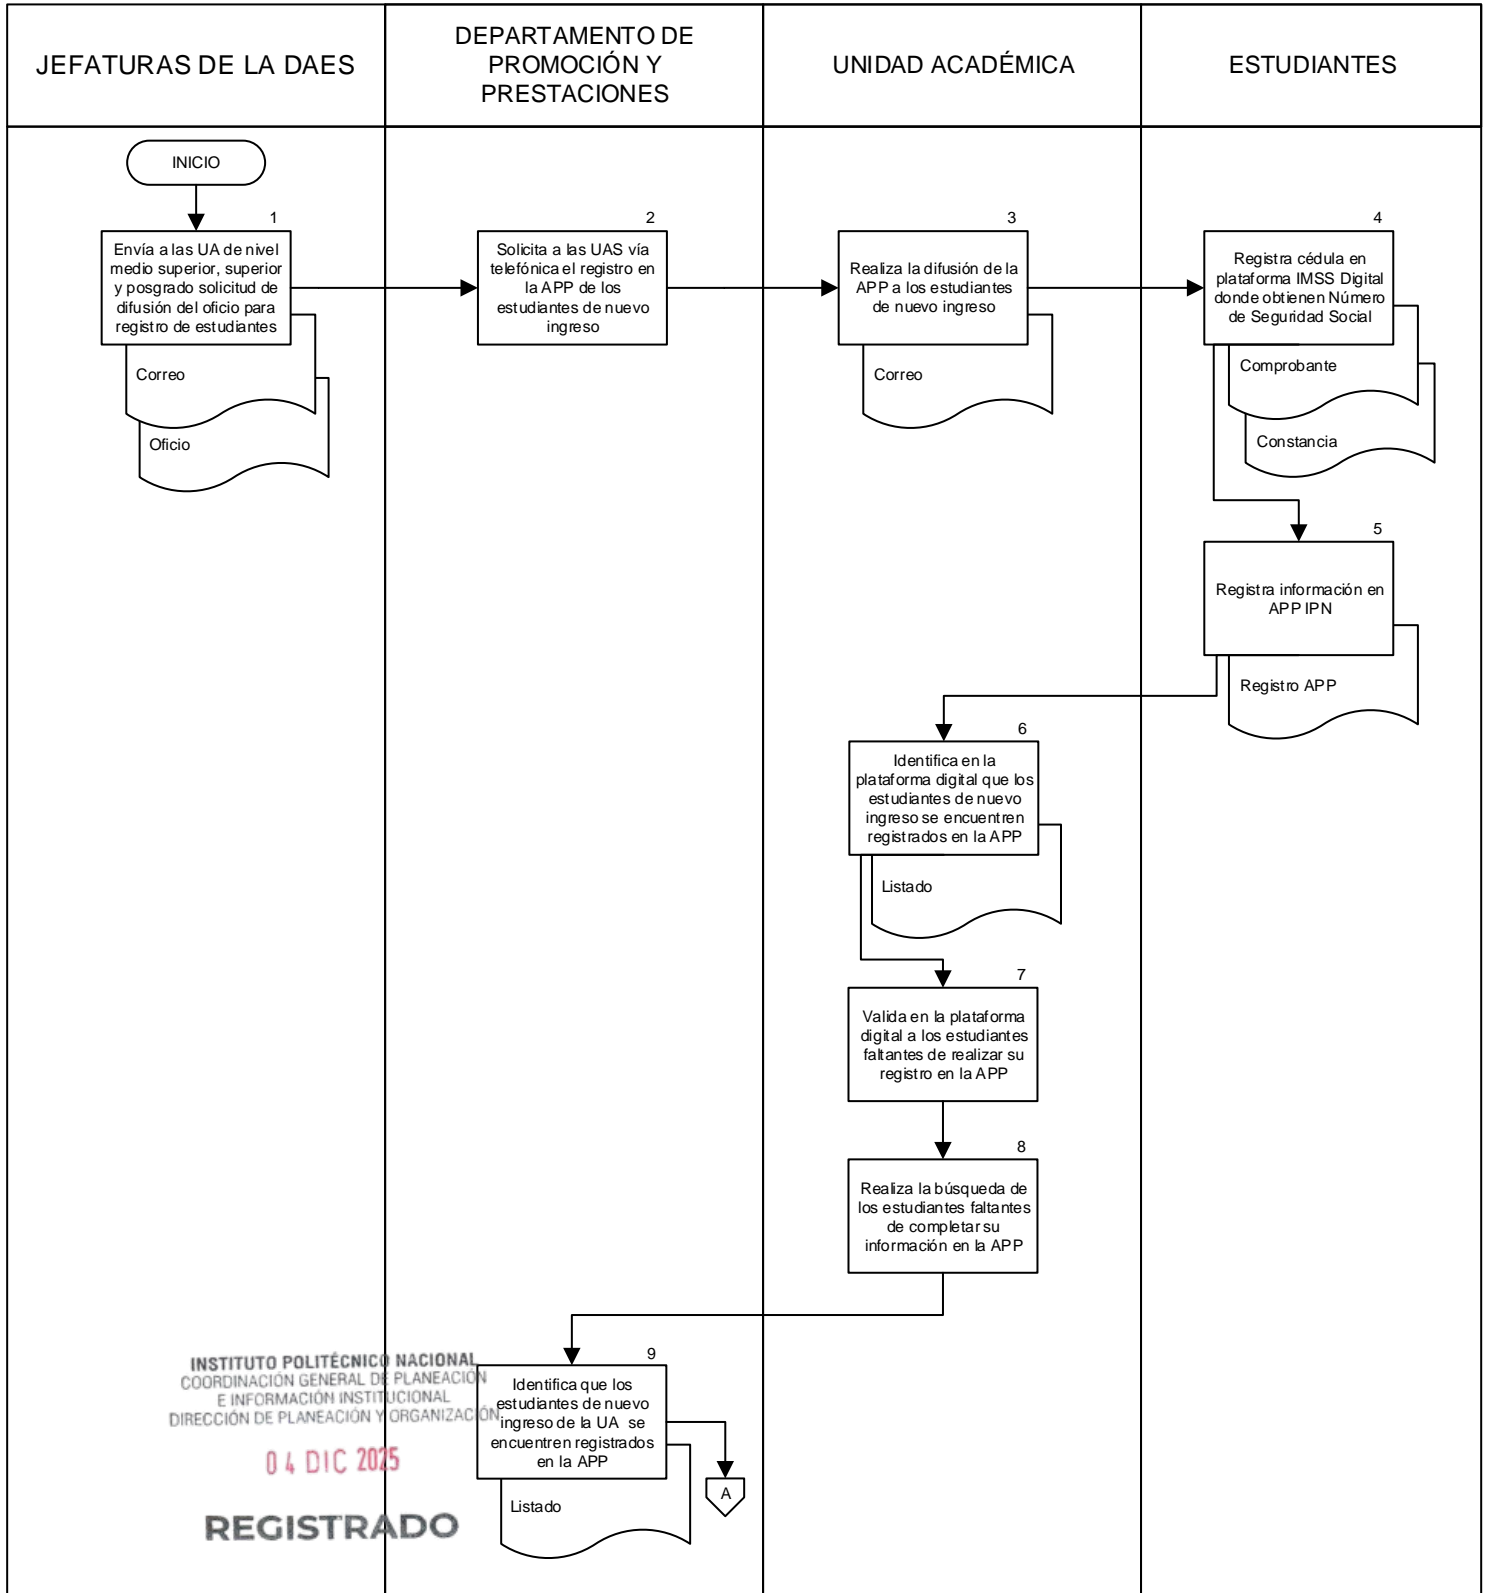 JEFATURAS DE LA DAES
DEPARTAMENTO DE
PROMOCIÓN Y
PRESTACIONES
UNIDAD ACADÉMICA
ESTUDIANTES
INICIO
1
Envía a las UA de nivel
medio superior, superior
y posgrado solicitud de
difusión del oficio para
registro de estudiantes
Correo
Oficio
2
Solicita a las UAS vía
telefónica el registro en
la APP de los
estudiantes de nuevo
ingreso
3
Realiza la difusión de la
APP a los estudiantes
de nuevo ingreso
Correo
4
Registra cédula en
plataforma IMSS Digital
donde obtienen Número
de Seguridad Social
Comprobante
Constancia
5
Registra información en
APP IPN
Registro APP
6
Identifica en la
plataforma digital que los
estudiantes de nuevo
ingreso se encuentren
registrados en la APP
Listado
7
Valida en la plataforma
digital a los estudiantes
faltantes de realizar su
registro en la APP
8
Realiza la búsqueda de
los estudiantes faltantes
de completar su
información en la APP
9
Identifica que los
estudiantes de nuevo
ingreso de la UA se
encuentren registrados
en la APP
Listado
A
INSTITUTO POLITÉCNICO NACIONAL
COORDINACIÓN GENERAL DE PLANEACIÓN
E INFORMACIÓN INSTITUCIONAL
DIRECCIÓN DE PLANEACIÓN Y ORGANIZACIÓN
04 DIC 2025
REGISTRADO